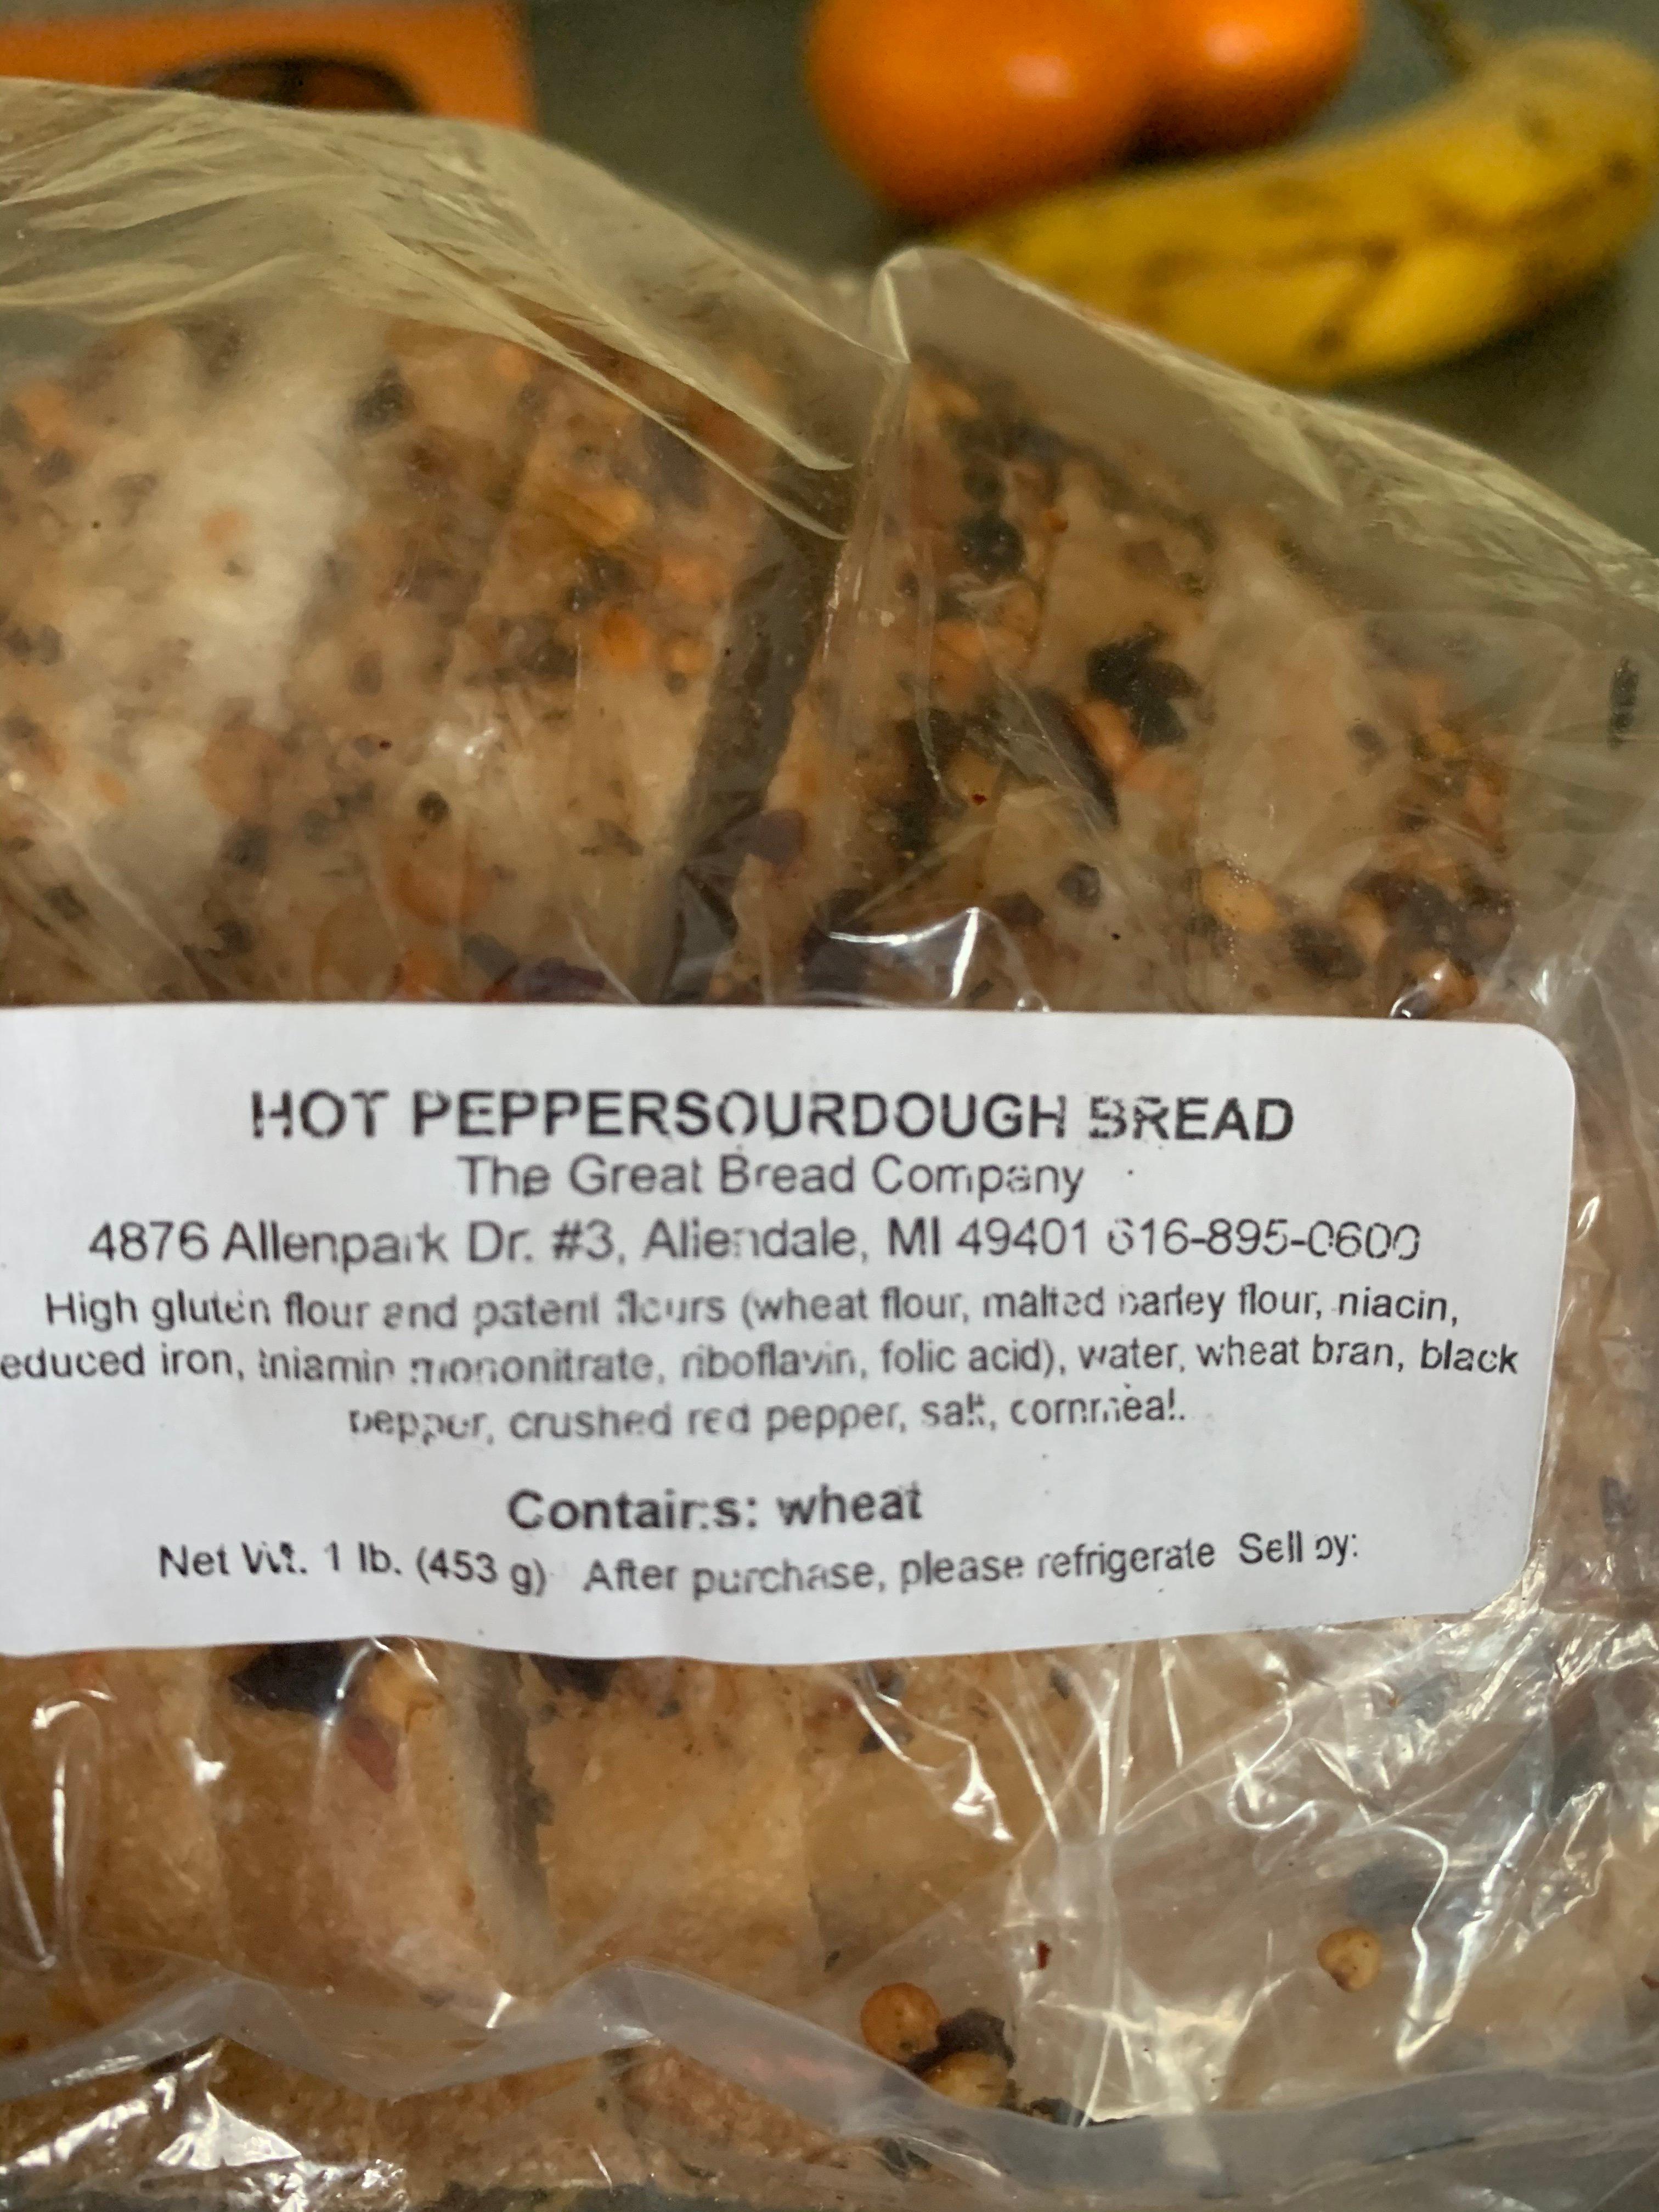 HOT PEPPERSOURDOUGH BREAD
The Great Bread Company
4876 Allenpark Dr. #3, Allendale, MI 49401 616-895-0600
High gluten flour and patent flours (wheat flour, malted barley flour, niacin,
educed iron, thiamin mononitrate, riboflavin, folic acid), water, wheat bran, black
pepper, crushed red pepper, salt, cornmeal.
Contains: wheat
Net Wt. 1 lb. (453 g) After purchase, please refrigerate Sell by: